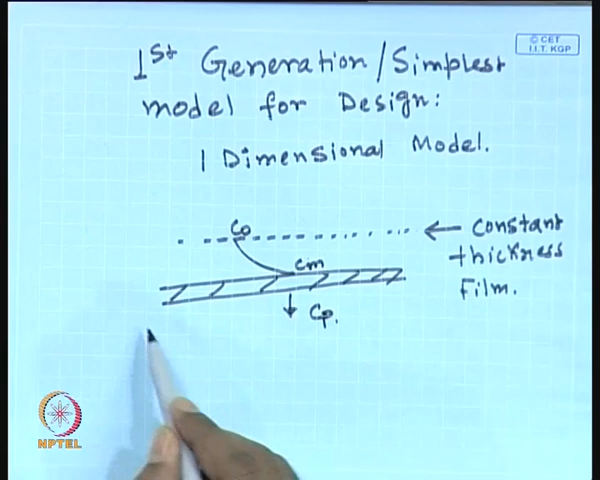 © CET
I.I.T. KGP
1st Generation/Simplest
model for Design:
1 Dimensional Model.
Co
← constant
thickness
Film.
Cm
↓ Cp.
NPTEL